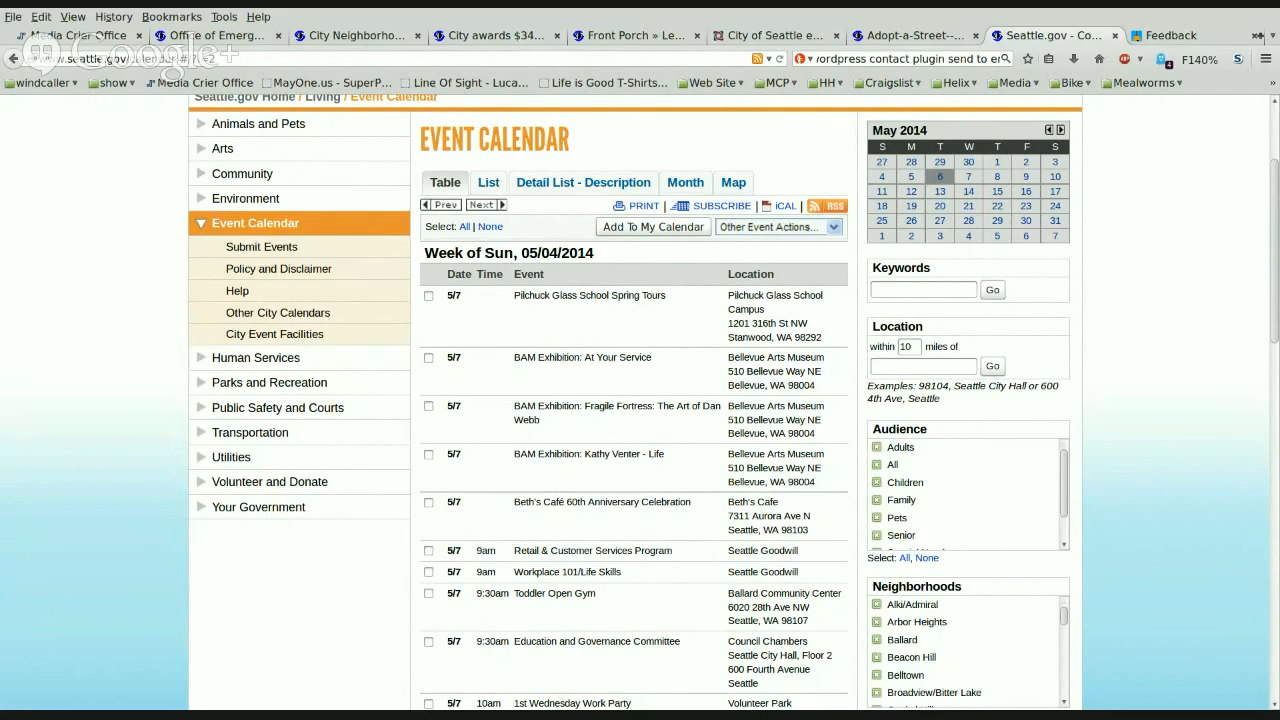 File Edit View History Bookmarks Tools Help
Media Crier Office × Office of Emerg... × City Neighborho... × City awards $34... × Front Porch » Le... × City of Seattle e... × Adopt-a-Street--... × Seattle.gov - Co... × Feedback
Google+
www.seattle.gov/calendar
wordpress contact plugin send to er
4 F140%
windcaller show Media Crier Office MayOne.us - SuperP... Line Of Sight - Luca... Life is Good T-Shirts... Web Site MCP HH Craigslist Helix Media Bike Mealworms »
Seattle.gov Home / Living / Event Calendar
Animals and Pets
Arts
Community
Environment
Event Calendar
Submit Events
Policy and Disclaimer
Help
Other City Calendars
City Event Facilities
Human Services
Parks and Recreation
Public Safety and Courts
Transportation
Utilities
Volunteer and Donate
Your Government
EVENT CALENDAR
Table List Detail List - Description Month Map
Prev Next PRINT | SUBSCRIBE | iCAL | RSS
Select: All | None Add To My Calendar Other Event Actions...
Week of Sun, 05/04/2014
Date Time Event Location
5/7 Pilchuck Glass School Spring Tours Pilchuck Glass School
Campus
1201 316th St NW
Stanwood, WA 98292
5/7 BAM Exhibition: At Your Service Bellevue Arts Museum
510 Bellevue Way NE
Bellevue, WA 98004
5/7 BAM Exhibition: Fragile Fortress: The Art of Dan Bellevue Arts Museum
Webb 510 Bellevue Way NE
Bellevue, WA 98004
5/7 BAM Exhibition: Kathy Venter - Life Bellevue Arts Museum
510 Bellevue Way NE
Bellevue, WA 98004
5/7 Beth's Café 60th Anniversary Celebration Beth's Cafe
7311 Aurora Ave N
Seattle, WA 98103
5/7 9am Retail & Customer Services Program Seattle Goodwill
5/7 9am Workplace 101/Life Skills Seattle Goodwill
5/7 9:30am Toddler Open Gym Ballard Community Center
6020 28th Ave NW
Seattle, WA 98107
5/7 9:30am Education and Governance Committee Council Chambers
Seattle City Hall, Floor 2
600 Fourth Avenue
Seattle
5/7 10am 1st Wednesday Work Party Volunteer Park
May 2014
S M T W T F S
27 28 29 30 1 2 3
4 5 6 7 8 9 10
11 12 13 14 15 16 17
18 19 20 21 22 23 24
25 26 27 28 29 30 31
1 2 3 4 5 6 7
Keywords
Go
Location
within 10 miles of
Go
Examples: 98104, Seattle City Hall or 600
4th Ave, Seattle
Audience
Adults
All
Children
Family
Pets
Senior
Select: All, None
Neighborhoods
Alki/Admiral
Arbor Heights
Ballard
Beacon Hill
Belltown
Broadview/Bitter Lake